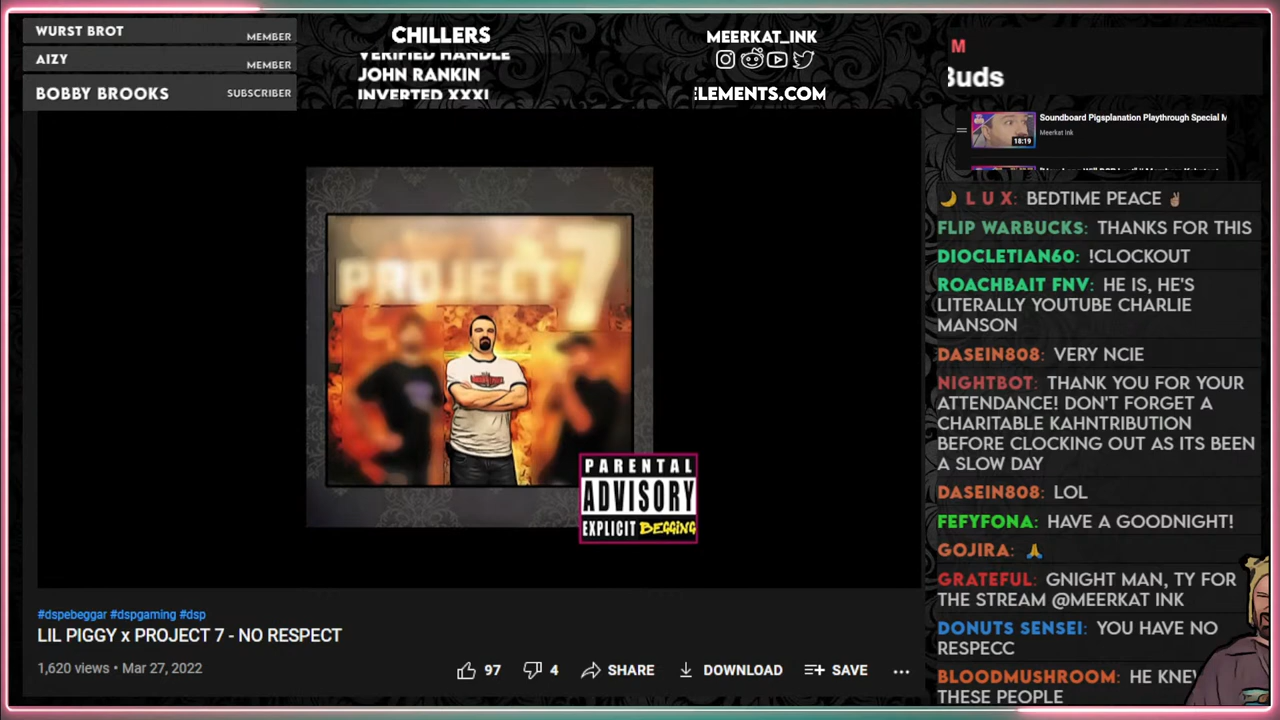 WURST BROT
MEMBER
AIZY
MEMBER
BOBBY BROOKS
SUBSCRIBER
CHILLERS
VERIFIED HANDLE
JOHN RANKIN
INVERTED XXXL
MEERKAT_INK
ELEMENTS.COM
M
Buds
Soundboard Pigsplanation Playthrough Special M
Meerkat Ink
18:19
PROJECT 7
PARENTAL
ADVISORY
EXPLICIT BEGGING
#dspebeggar #dspgaming #dsp
LIL PIGGY x PROJECT 7 - NO RESPECT
1,620 views • Mar 27, 2022
97
4
SHARE
DOWNLOAD
SAVE
L U X: BEDTIME PEACE
FLIP WARBUCKS: THANKS FOR THIS
DIOCLETIAN60: !CLOCKOUT
ROACHBAIT FNV: HE IS, HE'S
LITERALLY YOUTUBE CHARLIE
MANSON
DASEIN808: VERY NCIE
NIGHTBOT: THANK YOU FOR YOUR
ATTENDANCE! DON'T FORGET A
CHARITABLE KAHNTRIBUTION
BEFORE CLOCKING OUT AS ITS BEEN
A SLOW DAY
DASEIN808: LOL
FEFYFONA: HAVE A GOODNIGHT!
GOJIRA:
GRATEFUL: GNIGHT MAN, TY FOR
THE STREAM @MEERKAT INK
DONUTS SENSEI: YOU HAVE NO
RESPECC
BLOODMUSHROOM: HE KNEW
THESE PEOPLE